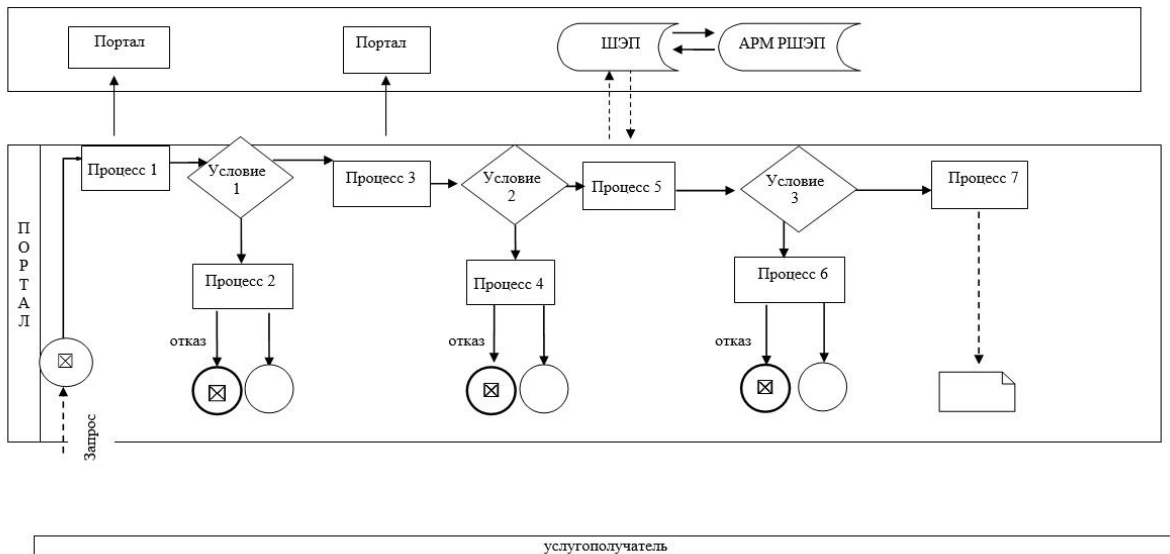 Портал
Портал
ШЭП
АРМ РШЭП
ПОРТАЛ
Процесс 1
Условие
1
Процесс 3
Условие
2
Процесс 5
Условие
3
Процесс 7
Процесс 2
Процесс 4
Процесс 6
отказ
отказ
отказ
Запрос
услугополучатель